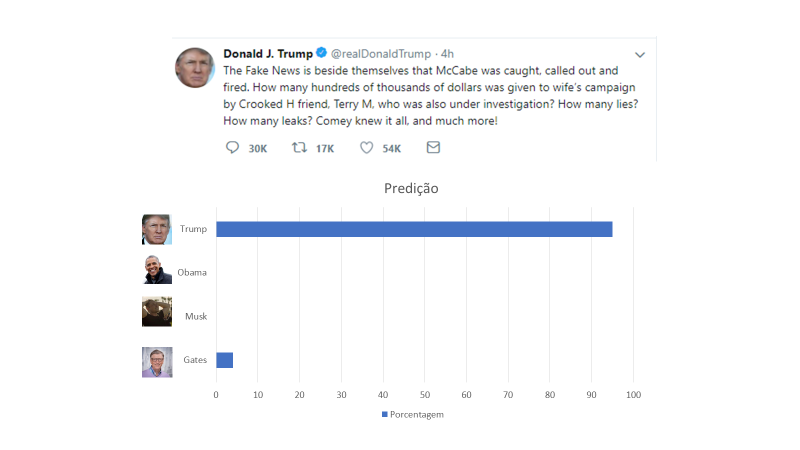 Donald J. Trump @realDonaldTrump · 4h
The Fake News is beside themselves that McCabe was caught, called out and
fired. How many hundreds of thousands of dollars was given to wife's campaign
by Crooked H friend, Terry M, who was also under investigation? How many lies?
How many leaks? Comey knew it all, and much more!
30K 17K 54K
Predição
Trump
Obama
Musk
Gates
0 10 20 30 40 50 60 70 80 90 100
Porcentagem